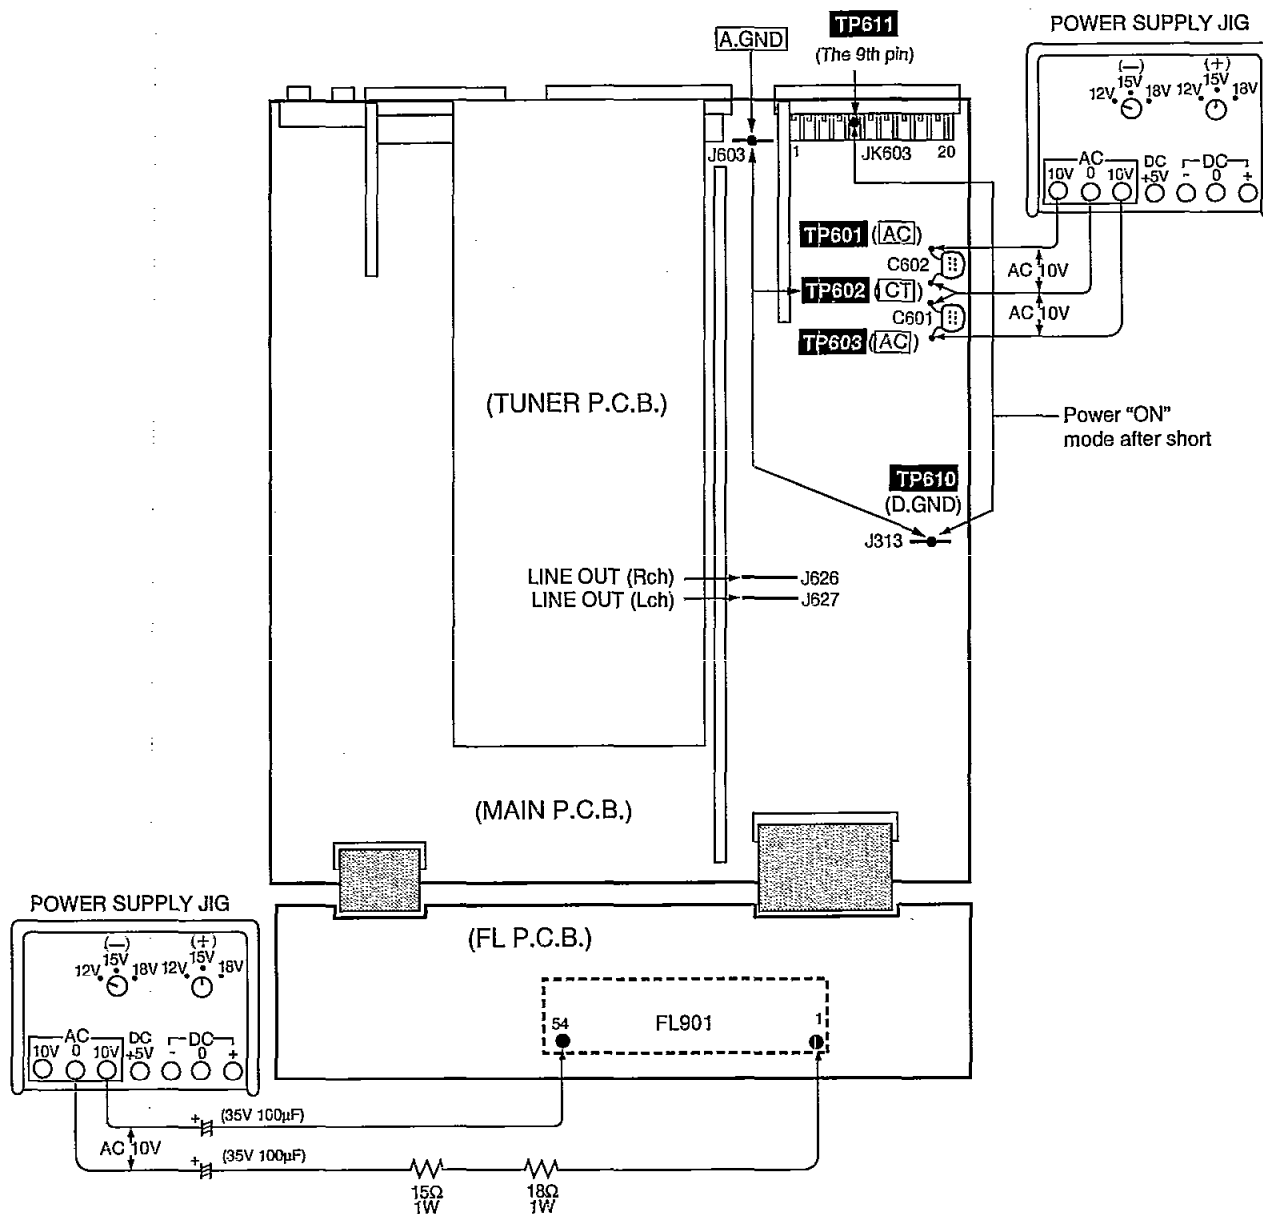 TP611
(The 9th pin)
A.GND
POWER SUPPLY JIG
(−) (+)
12V 15V 18V 12V 15V 18V
J603
1 JK603 20
AC DC DC
10V 0 10V +5V - 0 +
TP601 (AC)
C602
AC 10V
TP602 (CT)
C601
AC 10V
TP603 (AC)
(TUNER P.C.B.)
Power “ON”
mode after short
TP610
(D.GND)
J313
LINE OUT (Rch) J626
LINE OUT (Lch) J627
(MAIN P.C.B.)
POWER SUPPLY JIG
(−) (+)
12V 15V 18V 12V 15V 18V
(FL P.C.B.)
54 FL901 1
AC DC DC
10V 0 10V +5V - 0 +
+ (35V 100µF)
AC 10V
+ (35V 100µF)
15Ω 18Ω
1W 1W